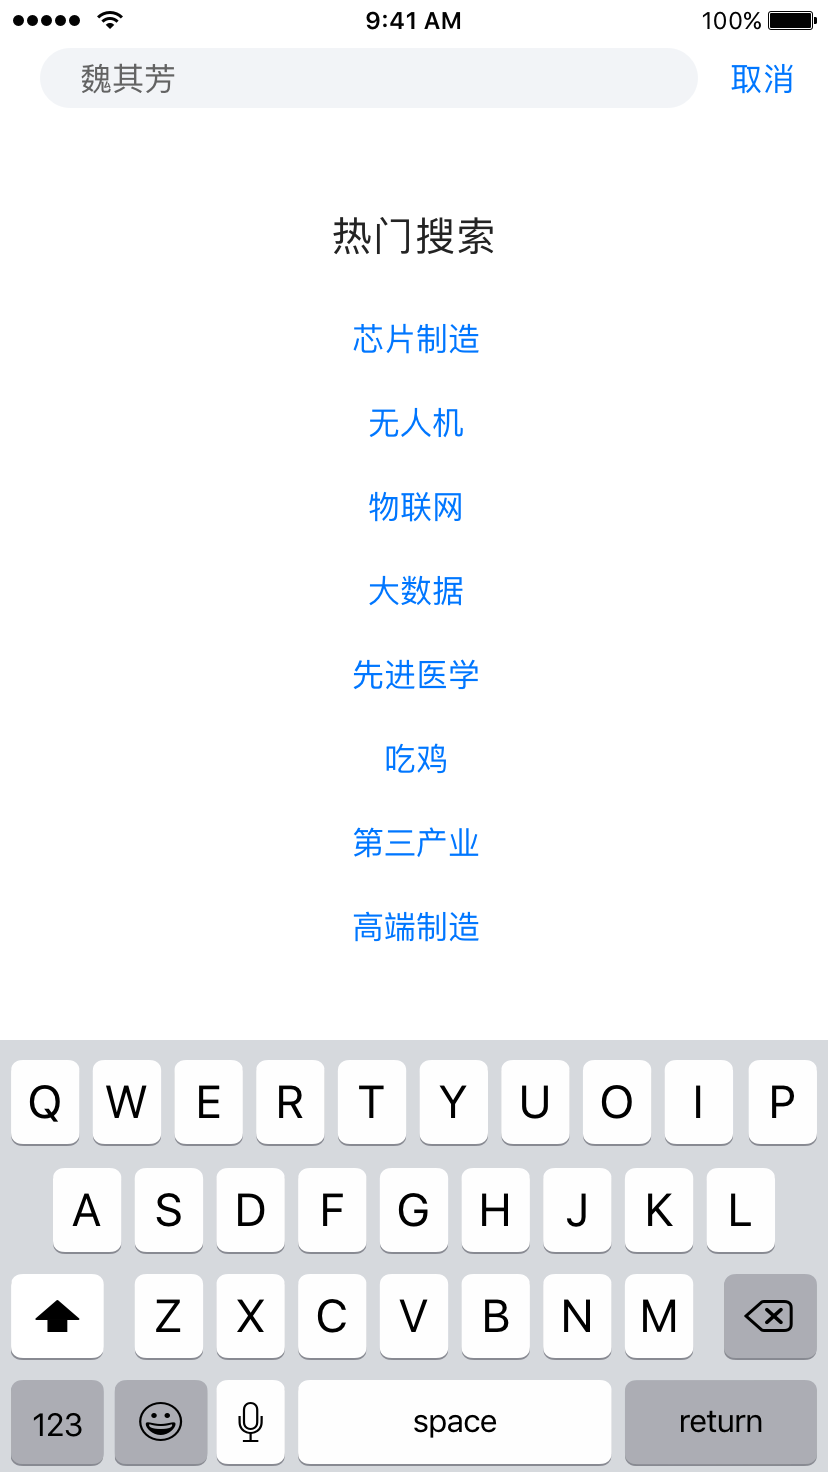 9:41 AM 100%
魏其芳 取消
热门搜索
芯片制造
无人机
物联网
大数据
先进医学
吃鸡
第三产业
高端制造
Q W E R T Y U O I P
A S D F G H J K L
Z X C V B N M
123 space return